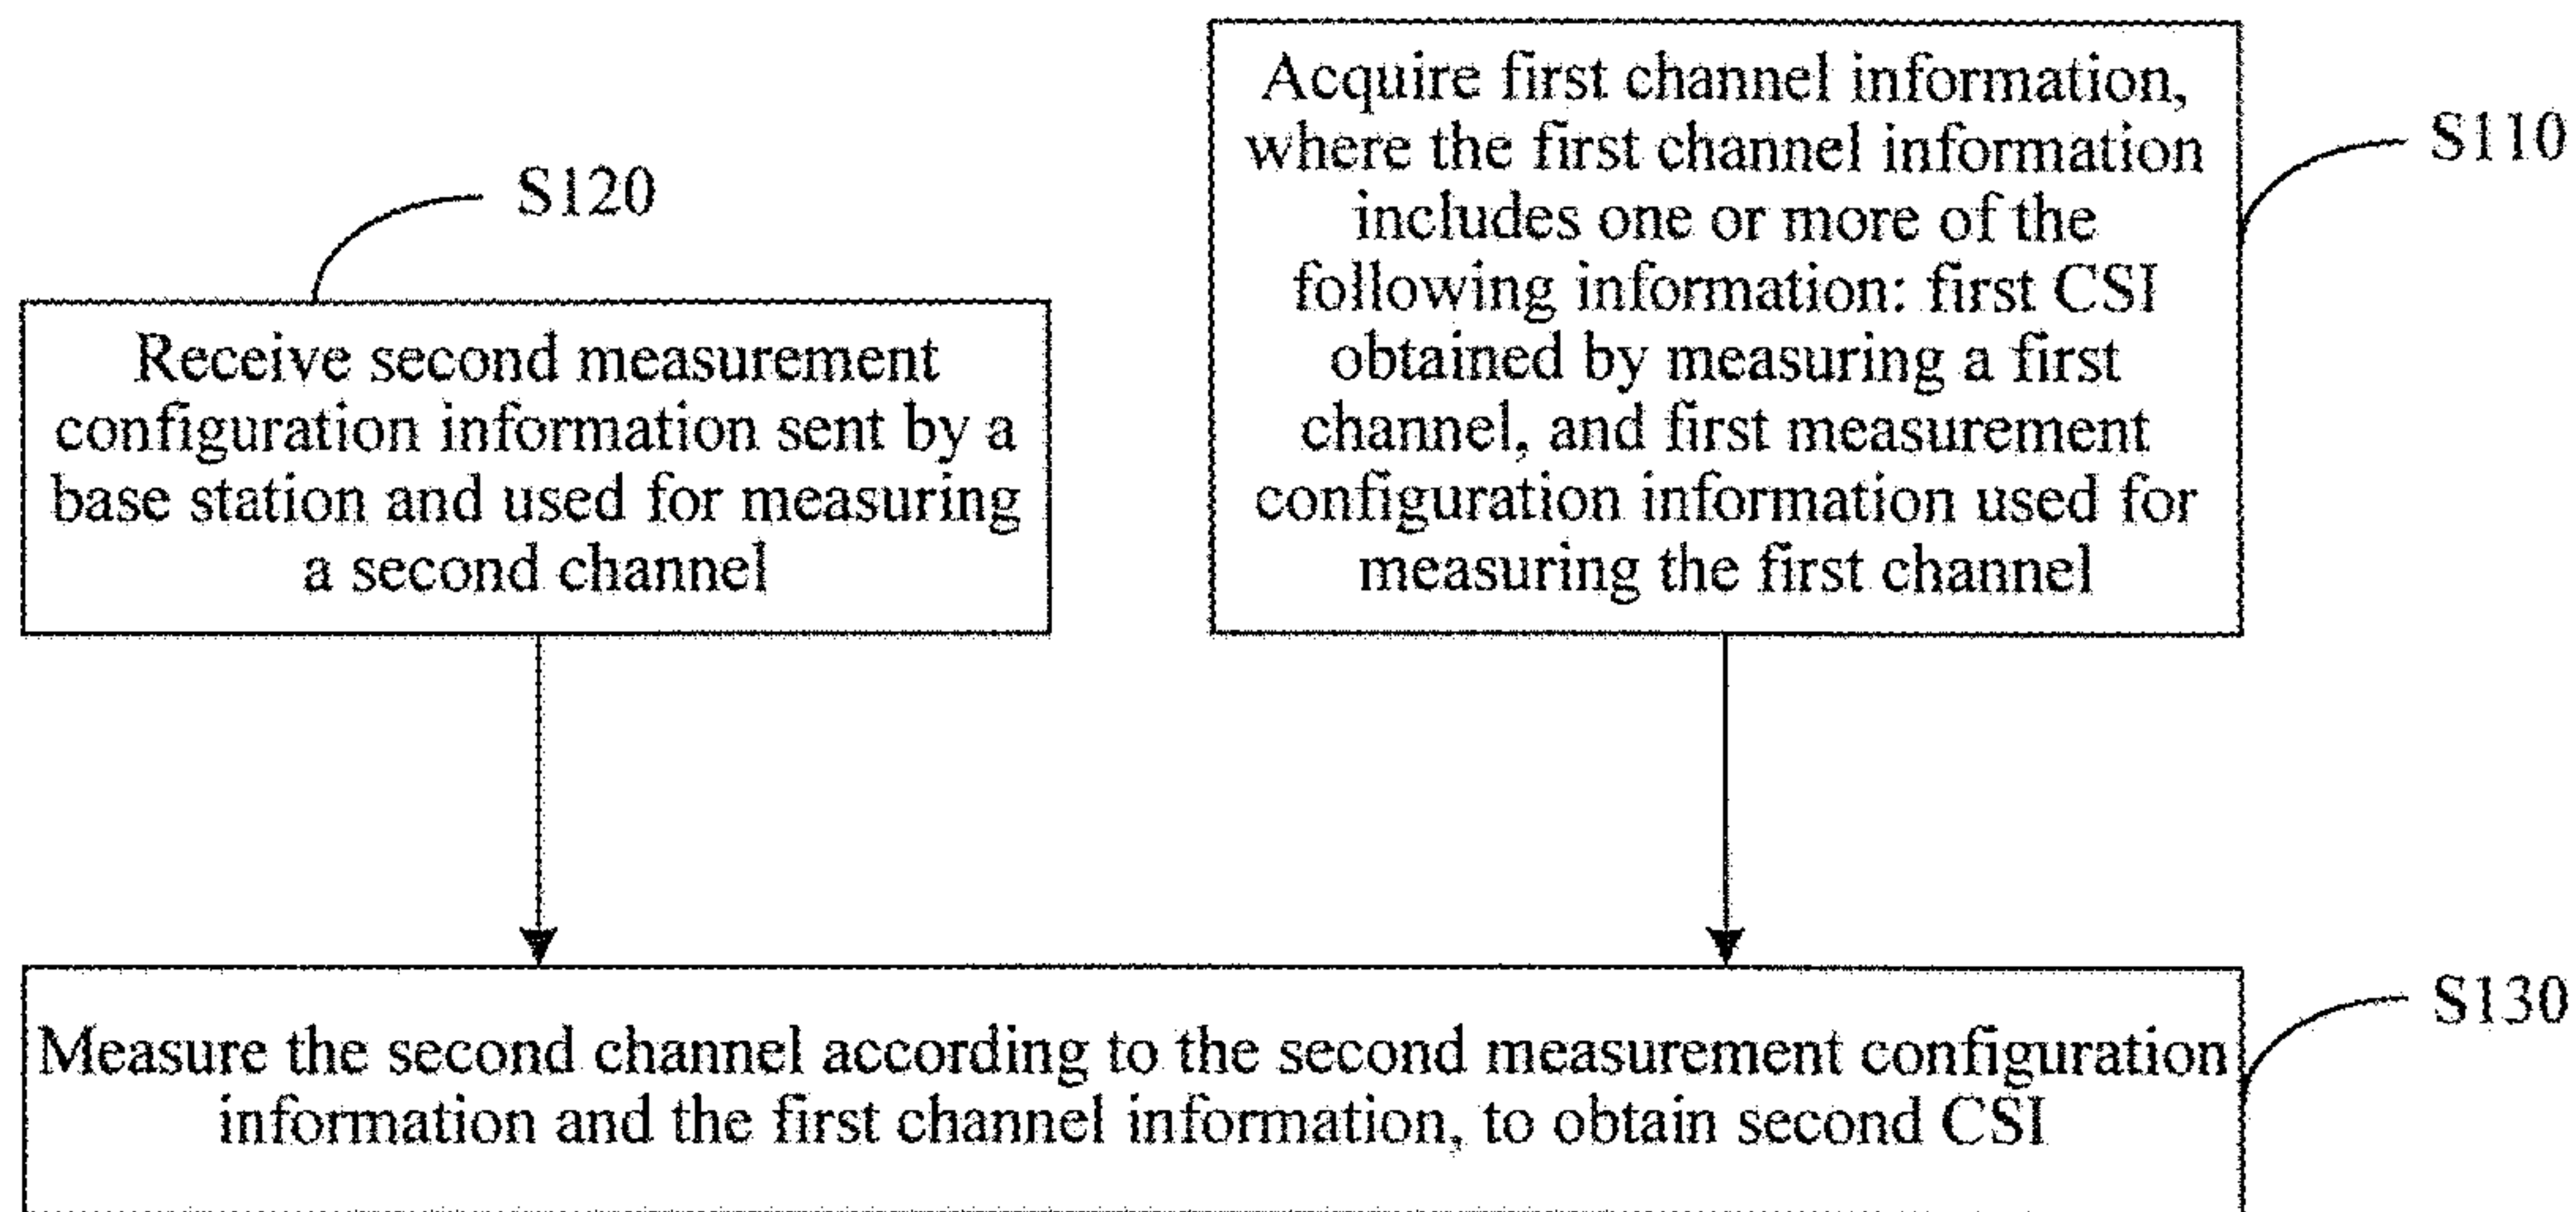 S120
Receive second measurement
configuration information sent by a
base station and used for measuring
a second channel
Acquire first channel information,
where the first channel information
includes one or more of the
following information: first CSI
obtained by measuring a first
channel, and first measurement
configuration information used for
measuring the first channel
S110
Measure the second channel according to the second measurement configuration
information and the first channel information, to obtain second CSI
S130